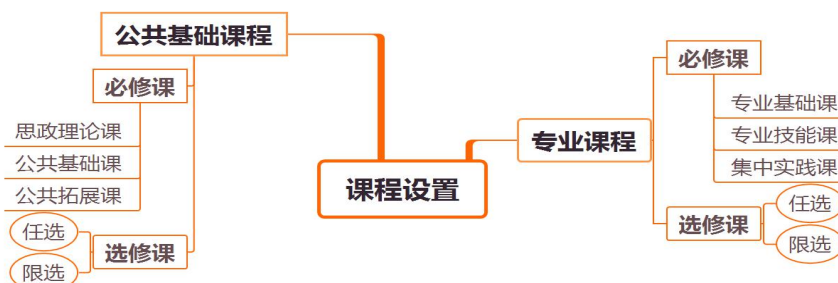 公共基础课程
必修课
思政理论课
公共基础课
公共拓展课
选修课
任选
限选
课程设置
专业课程
必修课
专业基础课
专业技能课
集中实践课
选修课
任选
限选